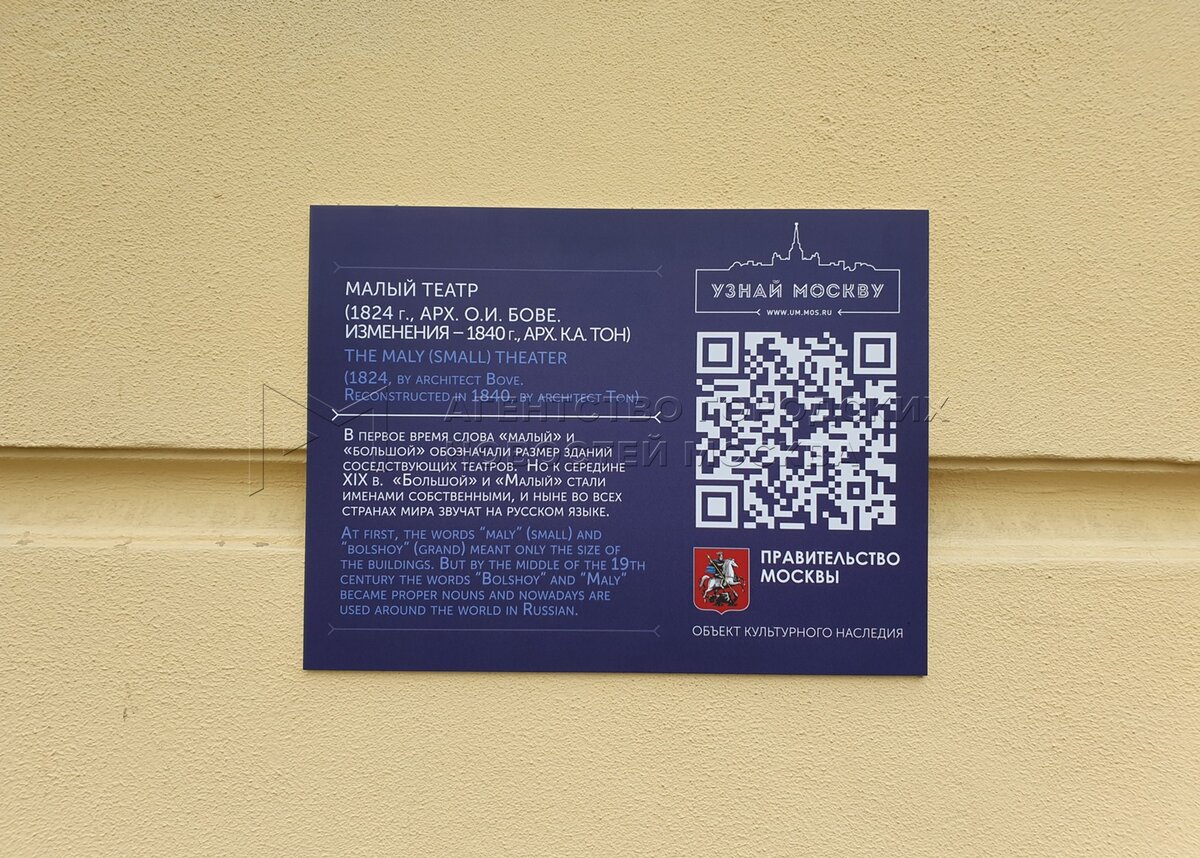 МАЛЫЙ ТЕАТР
(1824 г., АРХ. О.И. БОВЕ.
ИЗМЕНЕНИЯ – 1840 г., АРХ. К.А. ТОН)
THE MALY (SMALL) THEATER
(1824, BY ARCHITECT BOVE.
RECONSTRUCTED IN 1840, BY ARCHITECT TON)
В ПЕРВОЕ ВРЕМЯ СЛОВА «МАЛЫЙ» И
«БОЛЬШОЙ» ОБОЗНАЧАЛИ РАЗМЕР ЗДАНИЙ
СОСЕДСТВУЮЩИХ ТЕАТРОВ. НО К СЕРЕДИНЕ
XIX В. «БОЛЬШОЙ» И «МАЛЫЙ» СТАЛИ
ИМЕНАМИ СОБСТВЕННЫМИ, И НЫНЕ ВО ВСЕХ
СТРАНАХ МИРА ЗВУЧАТ НА РУССКОМ ЯЗЫКЕ.
AT FIRST, THE WORDS "MALY" (SMALL) AND
"BOLSHOY" (GRAND) MEANT ONLY THE SIZE OF
THE BUILDINGS. BUT BY THE MIDDLE OF THE 19TH
CENTURY THE WORDS "BOLSHOY" AND "MALY"
BECAME PROPER NOUNS AND NOWADAYS ARE
USED AROUND THE WORLD IN RUSSIAN.
УЗНАЙ МОСКВУ
WWW.UM.MOS.RU
ПРАВИТЕЛЬСТВО
МОСКВЫ
ОБЪЕКТ КУЛЬТУРНОГО НАСЛЕДИЯ
АГЕНТСТВО ГОРОДСКИХ
НОВОСТЕЙ МОСКВА